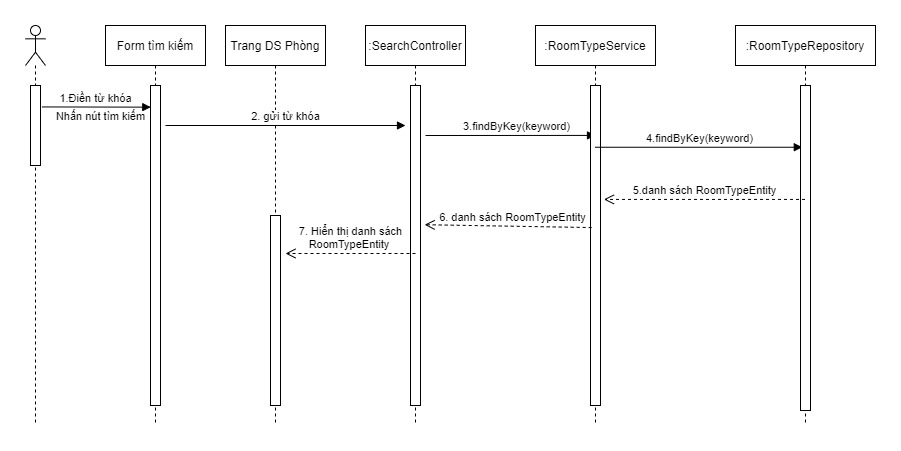 Form tìm kiếm
Trang DS Phòng
:SearchController
:RoomTypeService
:RoomTypeRepository
1.Điền từ khóa
Nhấn nút tìm kiếm
2. gửi từ khóa
3.findByKey(keyword)
4.findByKey(keyword)
5.danh sách RoomTypeEntity
6. danh sách RoomTypeEntity
7. Hiển thị danh sách
RoomTypeEntity